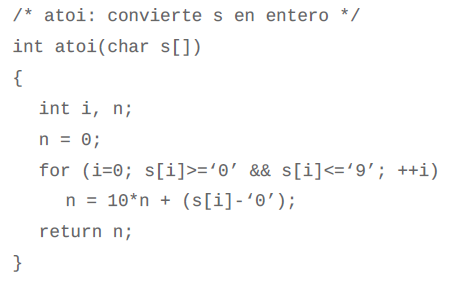 /* atoi: convierte s en entero */
int atoi(char s[])
{
int i, n;
n = 0;
for (i=0; s[i]>=‘0’ && s[i]<=‘9’; ++i)
n = 10*n + (s[i]-‘0’);
return n;
}